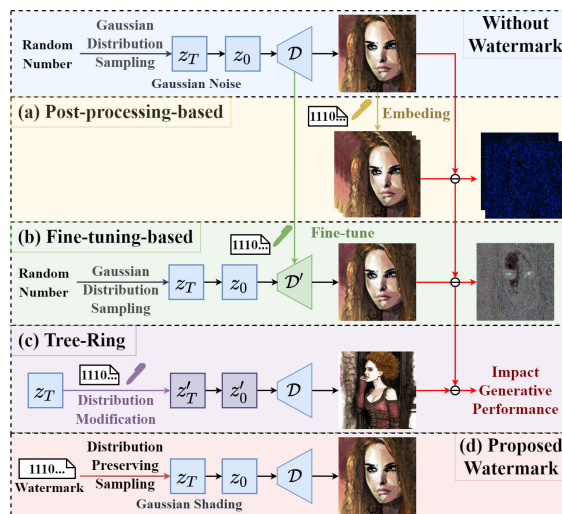 Without
Watermark
Gaussian
Random Distribution
Number Sampling
z_T z_0 D
Gaussian Noise
(a) Post-processing-based
1110...
Embeding
(b) Fine-tuning-based
1110...
Fine-tune
Random Gaussian
Number Distribution
Sampling
z_T z_0 D′
(c) Tree-Ring
1110...
z_T z′_T z′_0 D
Distribution
Modification
Impact
Generative
Performance
(d) Proposed
Watermark
Distribution
1110... Preserving
Watermark Sampling
z_T z_0 D
Gaussian Shading